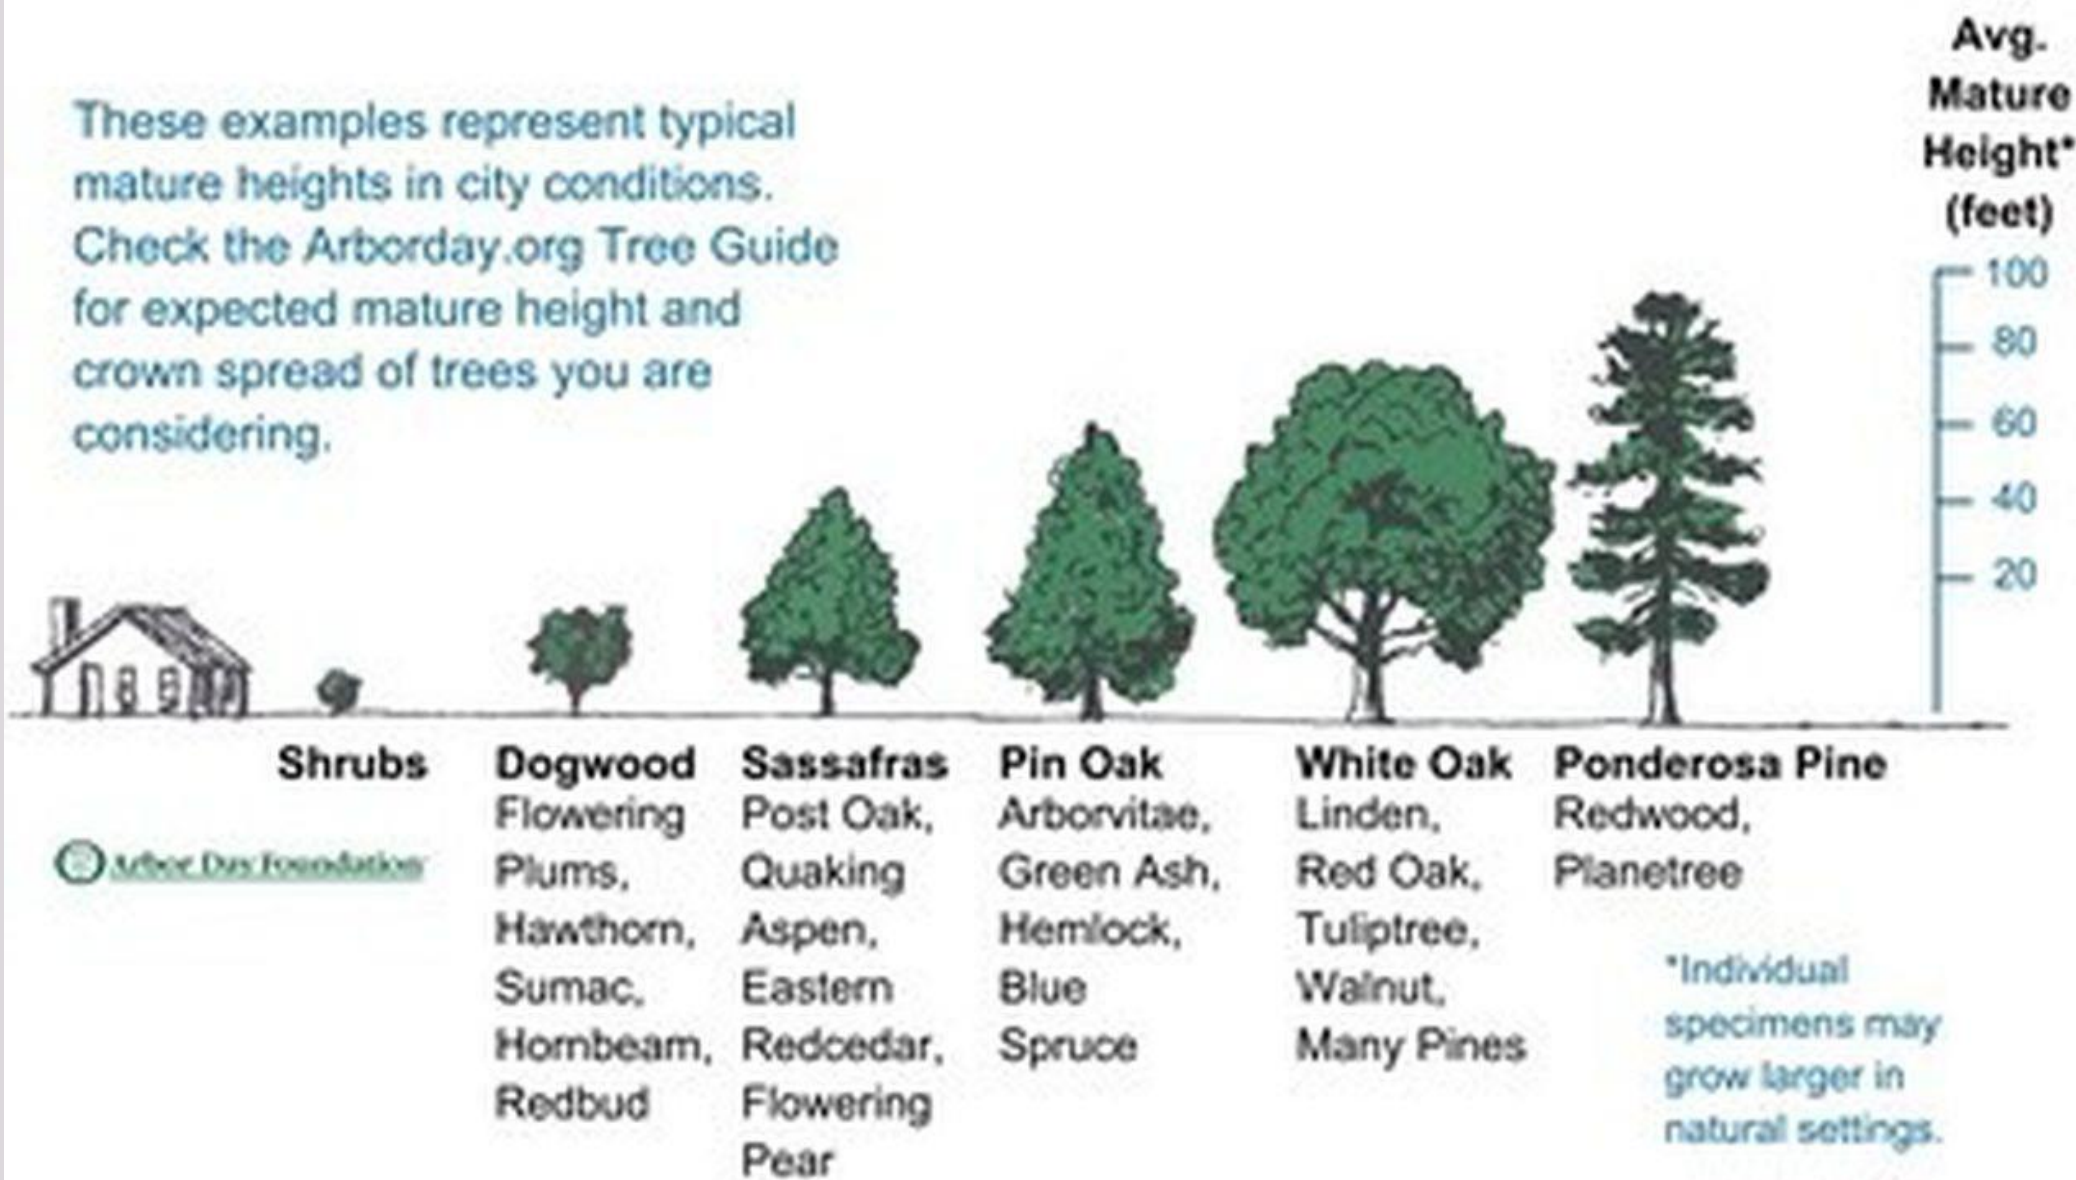 These examples represent typical
mature heights in city conditions.
Check the Arborday.org Tree Guide
for expected mature height and
crown spread of trees you are
considering.
Avg.
Mature
Height*
(feet)
100
80
60
40
20
Shrubs
Dogwood
Flowering
Plums,
Hawthorn,
Sumac,
Hornbeam,
Redbud
Sassafras
Post Oak,
Quaking
Aspen,
Eastern
Redcedar,
Flowering
Pear
Pin Oak
Arborvitae,
Green Ash,
Hemlock,
Blue
Spruce
White Oak
Linden,
Red Oak,
Tuliptree,
Walnut,
Many Pines
Ponderosa Pine
Redwood,
Planetree
*Individual
specimens may
grow larger in
natural settings.
Arbor Day Foundation